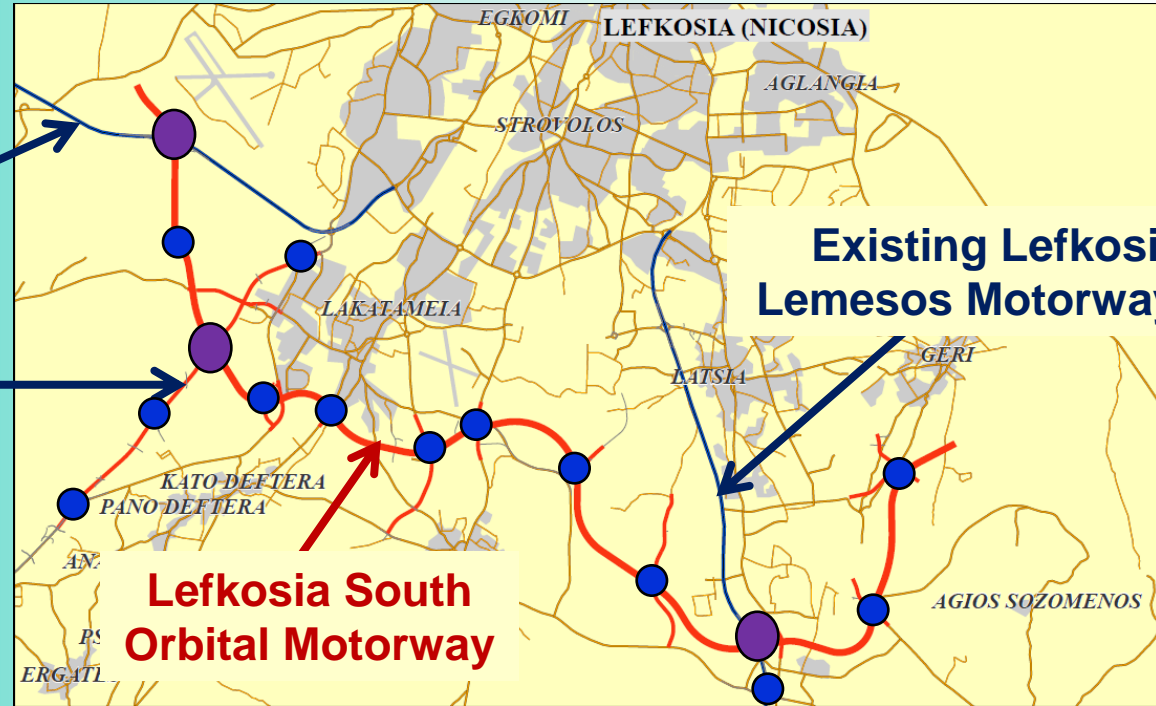 EGKOMI
LEFKOSIA (NICOSIA)
AGLANGIA
STROVOLOS
Existing Lefkosi
Lemesos Motorway
LAKATAMEIA
GERI
LATSIA
KATO DEFTERA
PANO DEFTERA
Lefkosia South
Orbital Motorway
AGIOS SOZOMENOS